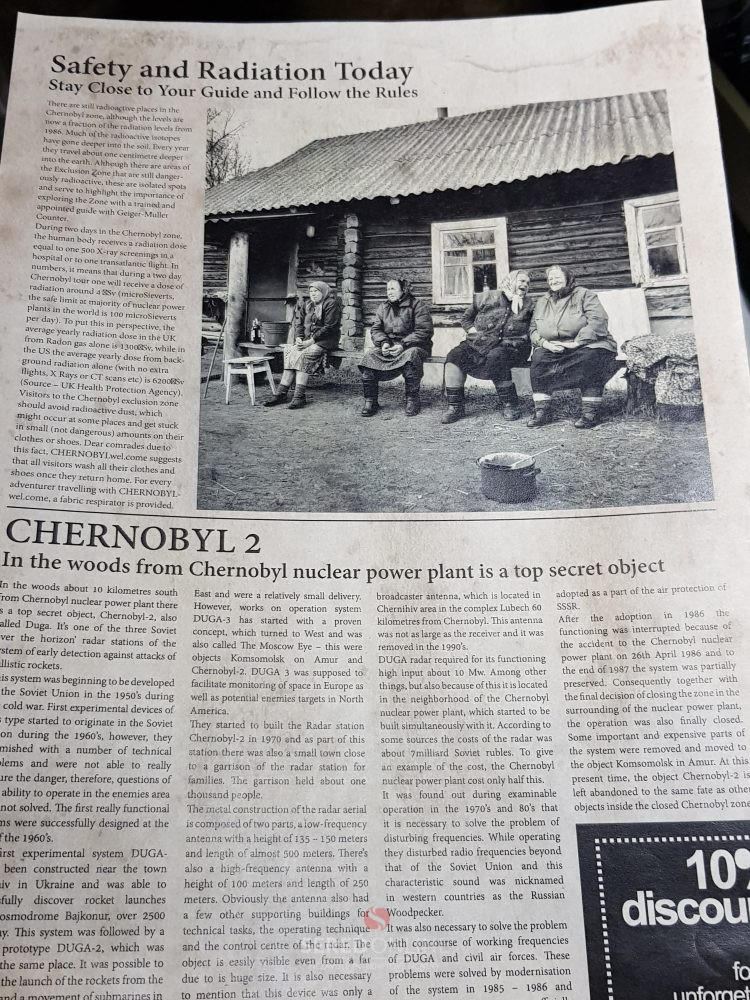 Safety and Radiation Today
Stay Close to Your Guide and Follow the Rules
There are still radioactive places in the
Chernobyl zone, although the levels are
now a fraction of the radiation levels from
1986. Much of the radioactive isotopes
have gone deeper into the soil. Every year
they travel about one centimetre deeper
into the earth. Although there are areas of
the Exclusion Zone that are still danger-
ously radioactive, these are isolated spots
and serve to highlight the importance of
exploring the Zone with a trained and
appointed guide with Geiger-Muller
Counter.
During two days in the Chernobyl zone,
the human body receives a radiation dose
equal to one 500 X-ray screenings in a
hospital or to one transatlantic flight. In
numbers, it means that during a two day
Chernobyl tour one will receive a dose of
radiation around 4 Sv (microSieverts,
the safe limit at majority of nuclear power
plants in the world is 100 microSieverts
per day). To put this in perspective, the
average yearly radiation dose in the UK
from Radon gas alone is 1300 Sv, while in
the US the average yearly dose from back-
ground radiation alone (with no extra
flights, X Rays or CT scans etc) is 6200 Sv
(Source – UK Health Protection Agency).
Visitors to the Chernobyl exclusion zone
should avoid radioactive dust, which
might occur at some places and get stuck
in small (not dangerous) amounts on their
clothes or shoes. Dear comrades due to
this fact, CHERNOBYLwel.come suggests
that all visitors wash all their clothes and
shoes once they return home. For every
adventurer travelling with CHERNOBYL-
wel.come, a fabric respirator is provided.
CHERNOBYL 2
In the woods from Chernobyl nuclear power plant is a top secret object
In the woods about 10 kilometres south
from Chernobyl nuclear power plant there
s a top secret object, Chernobyl-2, also
alled Duga. It's one of the three Soviet
ver the horizon' radar stations of the
stem of early detection against attacks of
llistic rockets.
is system was beginning to be developed
the Soviet Union in the 1950's during
cold war. First experimental devices of
type started to originate in the Soviet
on during the 1960's, however, they
mished with a number of technical
lems and were not able to really
ure the danger, therefore, questions of
ability to operate in the enemies area
not solved. The first really functional
ms were successfully designed at the
f the 1960's.
irst experimental system DUGA-
been constructed near the town
iv in Ukraine and was able to
sfully discover rocket launches
osmodrome Bajkonur, over 2500
y. This system was followed by a
prototype DUGA-2, which was
the same place. It was possible to
the launch of the rockets from the
nd a movement of submarines in
East and were a relatively small delivery.
However, works on operation system
DUGA-3 has started with a proven
concept, which turned to West and was
also called The Moscow Eye – this were
objects Komsomolsk on Amur and
Chernobyl-2. DUGA 3 was supposed to
facilitate monitoring of space in Europe as
well as potential enemies targets in North
America.
They started to built the Radar station
Chernobyl-2 in 1970 and as part of this
station there was also a small town close
to a garrison of the radar station for
families. The garrison held about one
thousand people.
The metal construction of the radar aerial
is composed of two parts, a low-frequency
antenna with a height of 135 – 150 meters
and length of almost 500 meters. There's
also a high-frequency antenna with a
height of 100 meters and length of 250
meters. Obviously the antenna also had
a few other supporting buildings for
technical tasks, the operating technique
and the control centre of the radar. The
object is easily visible even from a far
due to is huge size. It is also necessary
to mention that this device was only a
broadcaster antenna, which is located in
Chernihiv area in the complex Lubech 60
kilometres from Chernobyl. This antenna
was not as large as the receiver and it was
removed in the 1990's.
DUGA radar required for its functioning
high input about 10 Mw. Among other
things, but also because of this it is located
in the neighborhood of the Chernobyl
nuclear power plant, which started to be
built simultaneously with it. According to
some sources the costs of the radar was
about 7milliard Soviet rubles. To give
an example of the cost, the Chernobyl
nuclear power plant cost only half this.
It was found out during examinable
operation in the 1970's and 80's that
it is necessary to solve the problem of
disturbing frequencies. While operating
they disturbed radio frequencies beyond
that of the Soviet Union and this
characteristic sound was nicknamed
in western countries as the Russian
Woodpecker.
It was also necessary to solve the problem
with concourse of working frequencies
of DUGA and civil air forces. These
problems were solved by modernisation
of the system in 1985 – 1986 and
adopted as a part of the air protection of
SSSR.
After the adoption in 1986 the
functioning was interrupted because of
the accident to the Chernobyl nuclear
power plant on 26th April 1986 and to
the end of 1987 the system was partially
preserved. Consequently together with
the final decision of closing the zone in the
surrounding of the nuclear power plant,
the operation was also finally closed.
Some important and expensive parts of
the system were removed and moved to
the object Komsomolsk in Amur. At this
present time, the object Chernobyl-2 is
left abandoned to the same fate as other
objects inside the closed Chernobyl zone
10%
discou
fo
unforget